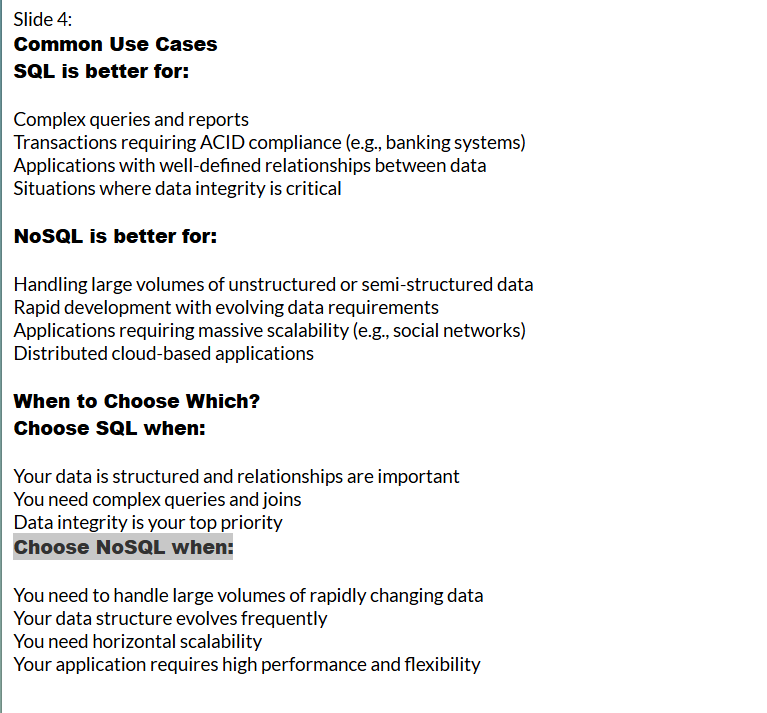 Slide 4:
Common Use Cases
SQL is better for:
Complex queries and reports
Transactions requiring ACID compliance (e.g., banking systems)
Applications with well-defined relationships between data
Situations where data integrity is critical
NoSQL is better for:
Handling large volumes of unstructured or semi-structured data
Rapid development with evolving data requirements
Applications requiring massive scalability (e.g., social networks)
Distributed cloud-based applications
When to Choose Which?
Choose SQL when:
Your data is structured and relationships are important
You need complex queries and joins
Data integrity is your top priority
Choose NoSQL when:
You need to handle large volumes of rapidly changing data
Your data structure evolves frequently
You need horizontal scalability
Your application requires high performance and flexibility